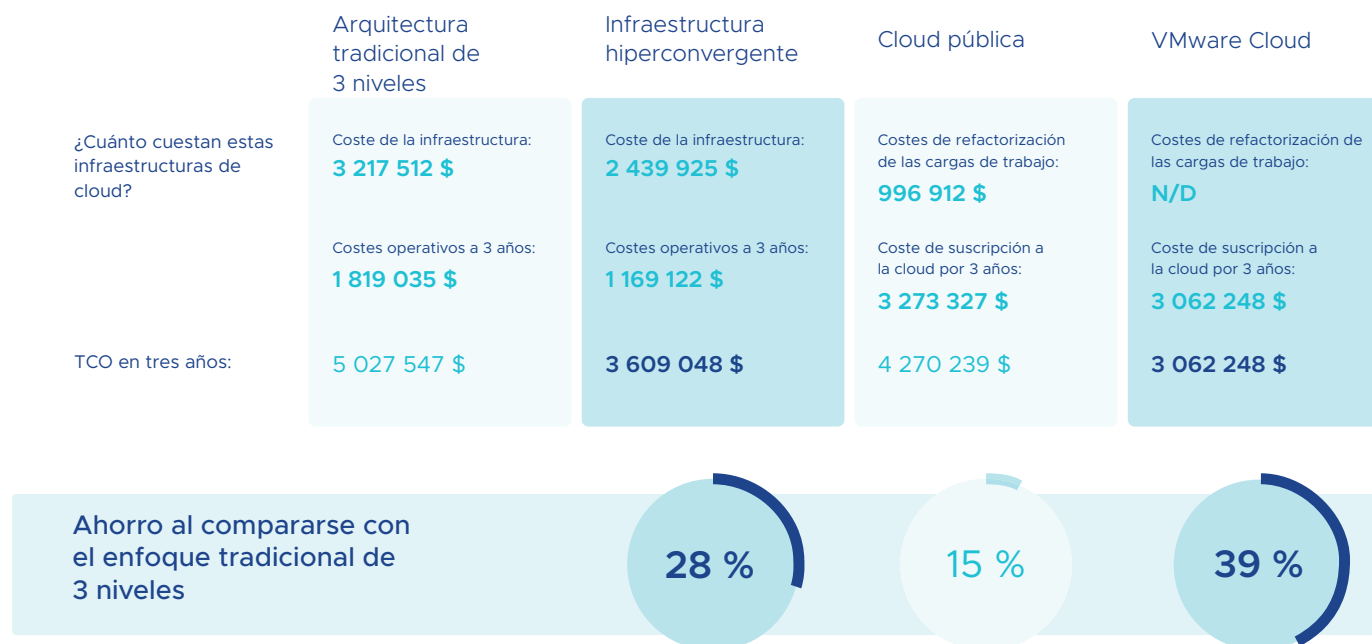 Arquitectura
tradicional de
3 niveles
Infraestructura
hiperconvergente
Cloud pública
VMware Cloud
¿Cuánto cuestan estas
infraestructuras de
cloud?
Coste de la infraestructura:
3 217 512 $
Coste de la infraestructura:
2 439 925 $
Costes de refactorización
de las cargas de trabajo:
996 912 $
Costes de refactorización de
las cargas de trabajo:
N/D
Costes operativos a 3 años:
1 819 035 $
Costes operativos a 3 años:
1 169 122 $
Coste de suscripción a
la cloud por 3 años:
3 273 327 $
Coste de suscripción a
la cloud por 3 años:
3 062 248 $
TCO en tres años:
5 027 547 $
3 609 048 $
4 270 239 $
3 062 248 $
Ahorro al compararse con
el enfoque tradicional de
3 niveles
28 %
15 %
39 %